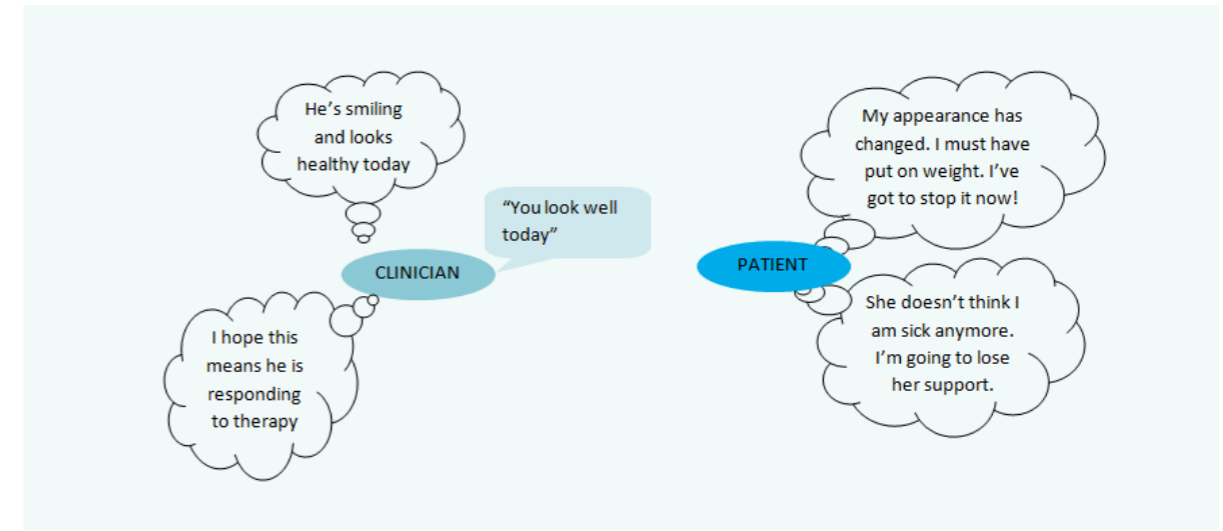 He’s smiling
and looks
healthy today
“You look well
today”
CLINICIAN
I hope this
means he is
responding
to therapy
My appearance has
changed. I must have
put on weight. I’ve
got to stop it now!
PATIENT
She doesn’t think I
am sick anymore.
I’m going to lose
her support.